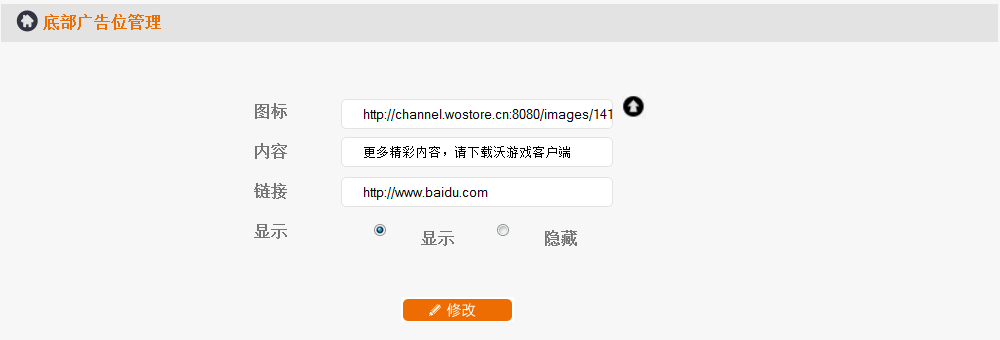 底部广告位管理
图标 http://channel.wostore.cn:8080/images/141
内容 更多精彩内容，请下载沃游戏客户端
链接 http://www.baidu.com
显示 显示 隐藏
修改